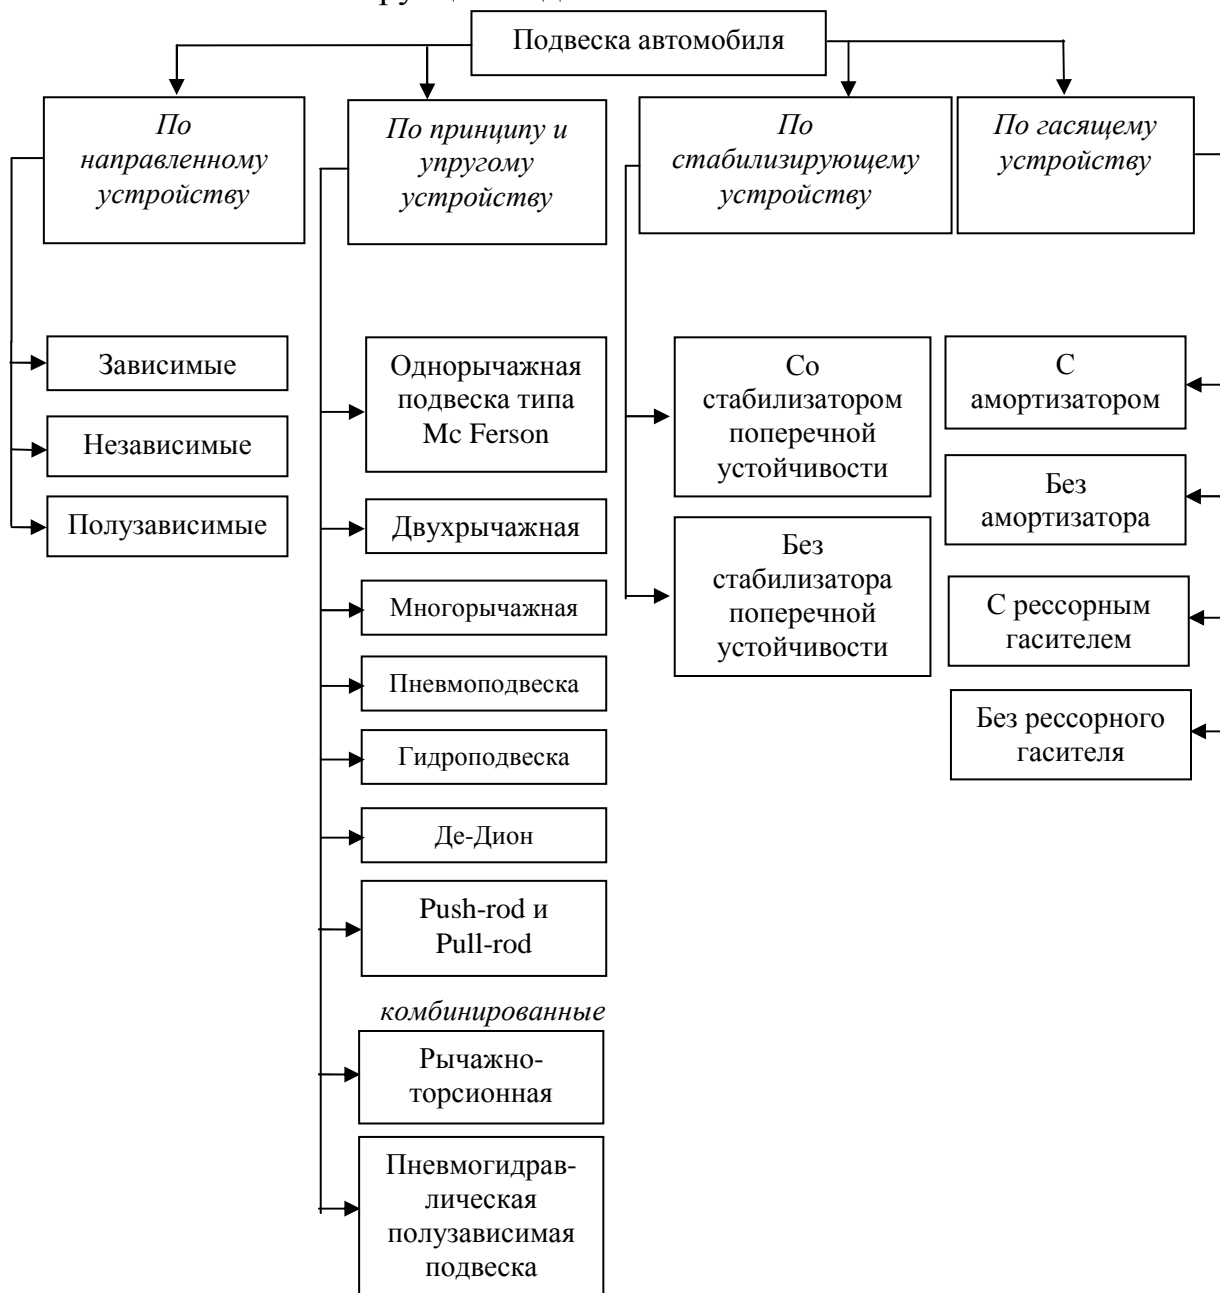 Подвеска автомобиля
По
направленному
устройству
По принципу и
упругому
устройству
По
стабилизирующему
устройству
По гасящему
устройству
Зависимые
Независимые
Полузависимые
Однорычажная
подвеска типа
Mc Ferson
Двухрычажная
Многорычажная
Пневмоподвеска
Гидроподвеска
Де-Дион
Push-rod и
Pull-rod
комбинированные
Рычажно-
торсионная
Пневмогидрав-
лическая
полузависимая
подвеска
Со
стабилизатором
поперечной
устойчивости
Без
стабилизатора
поперечной
устойчивости
С
амортизатором
Без
амортизатора
С рессорным
гасителем
Без рессорного
гасителя